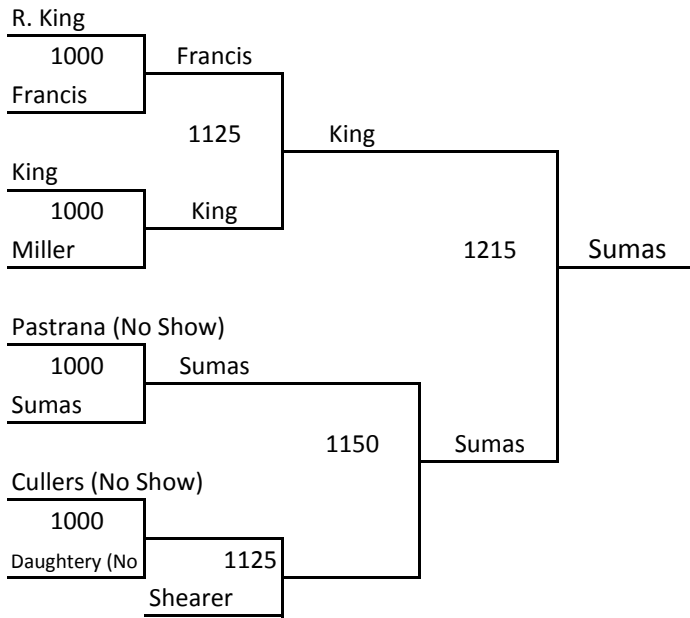 R. King
1000
Francis
Francis
1125
King
King
1000
King
Miller
1215
Sumas
Pastrana (No Show)
1000
Sumas
Sumas
1150
Sumas
Cullers (No Show)
1000
Daughtery (No
1125
Shearer